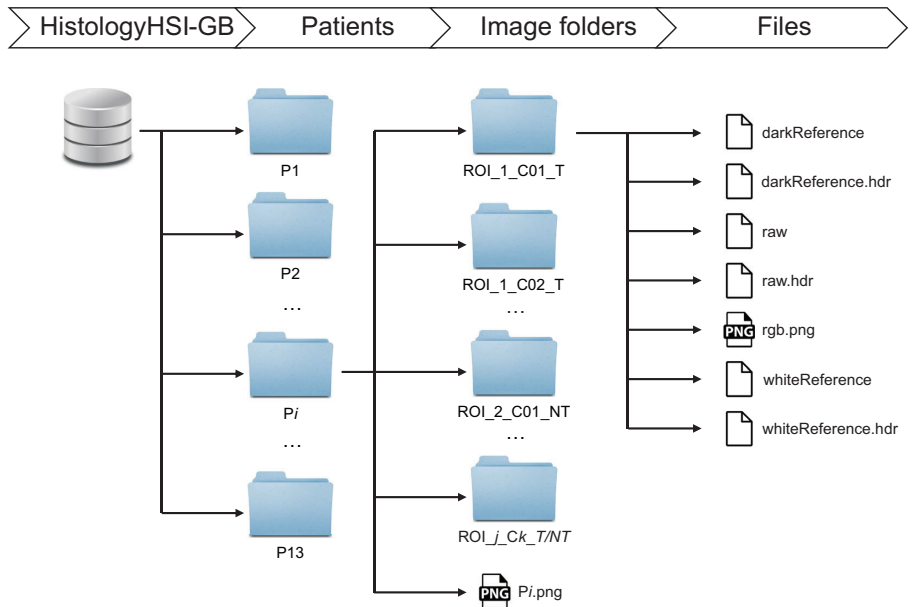 HistologyHSI-GB
Patients
Image folders
Files
P1
P2
...
Pi
...
P13
ROI_1_C01_T
ROI_1_C02_T
...
ROI_2_C01_NT
...
ROI_j_Ck_T/NT
PNG Pi.png
darkReference
darkReference.hdr
raw
raw.hdr
PNG rgb.png
whiteReference
whiteReference.hdr